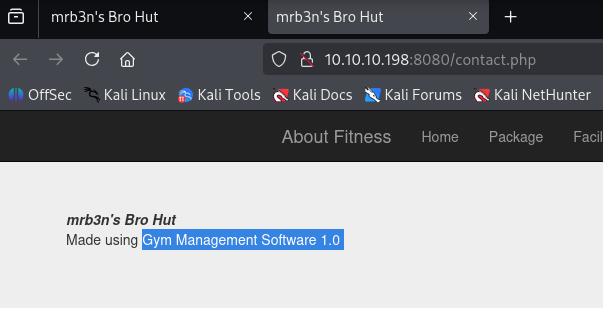 mrb3n's Bro Hut
mrb3n's Bro Hut
10.10.10.198:8080/contact.php
OffSec Kali Linux Kali Tools Kali Docs Kali Forums Kali NetHunter
About Fitness Home Package Facil
mrb3n's Bro Hut
Made using Gym Management Software 1.0